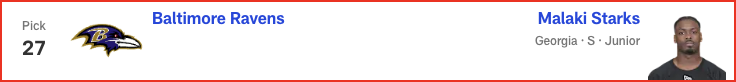 Pick
27
Baltimore Ravens
Malaki Starks
Georgia · S · Junior